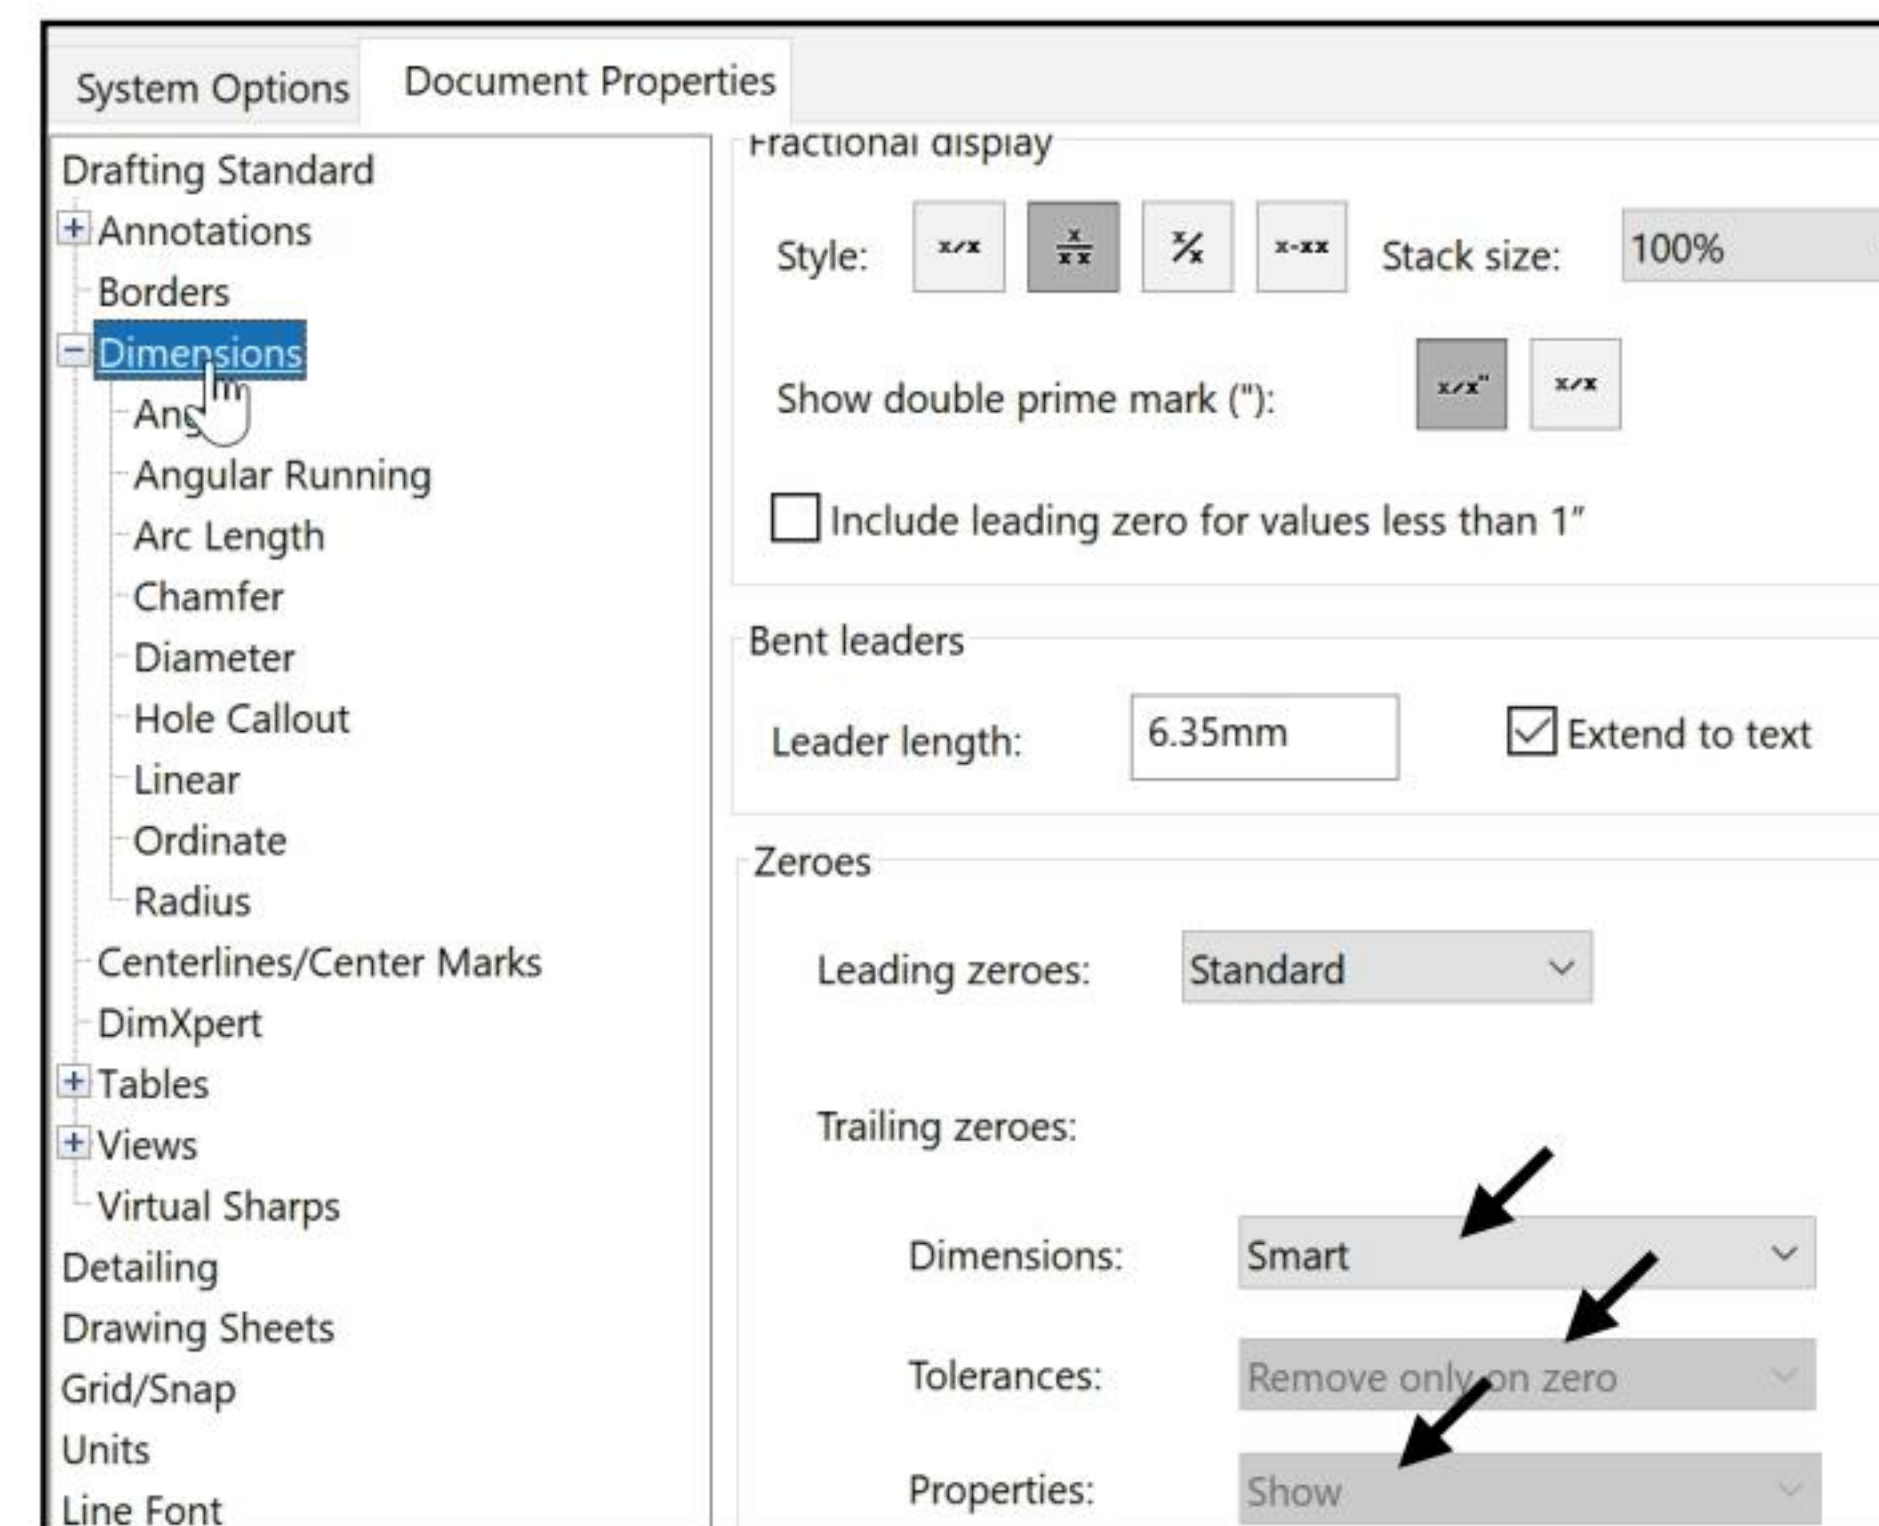 System Options
Document Properties
Drafting Standard
Annotations
Borders
Dimensions
Angular Running
Arc Length
Chamfer
Diameter
Hole Callout
Linear
Ordinate
Radius
Centerlines/Center Marks
DimXpert
Tables
Views
Virtual Sharps
Detailing
Drawing Sheets
Grid/Snap
Units
Line Font
Fractional display
Style: x/x x/xx x/x x-xx Stack size: 100%
Show double prime mark ("): x/x" x/x
Include leading zero for values less than 1"
Bent leaders
Leader length: 6.35mm Extend to text
Zeroes
Leading zeroes: Standard
Trailing zeroes:
Dimensions: Smart
Tolerances: Remove only on zero
Properties: Show